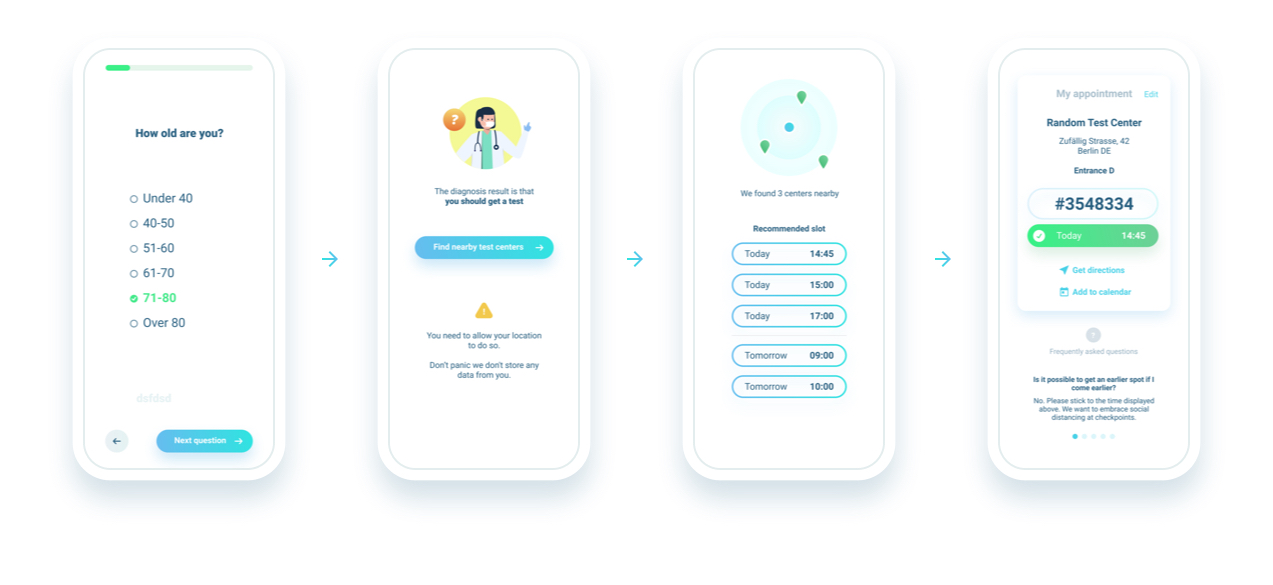 How old are you?
Under 40
40-50
51-60
61-70
71-80
Over 80
dsfdsd
Next question
?
The diagnosis result is that
you should get a test
Find nearby test centers
!
You need to allow your location
to do so.
Don't panic we don't store any
data from you.
We found 3 centers nearby
Recommended slot
Today 14:45
Today 15:00
Today 17:00
Tomorrow 09:00
Tomorrow 10:00
My appointment Edit
Random Test Center
Zufällig Strasse, 42
Berlin DE
Entrance D
#3548334
Today 14:45
Get directions
Add to calendar
Frequently asked questions
Is it possible to get an earlier spot if I
come earlier?
No. Please stick to the time displayed
above. We want to embrace social
distancing at checkpoints.